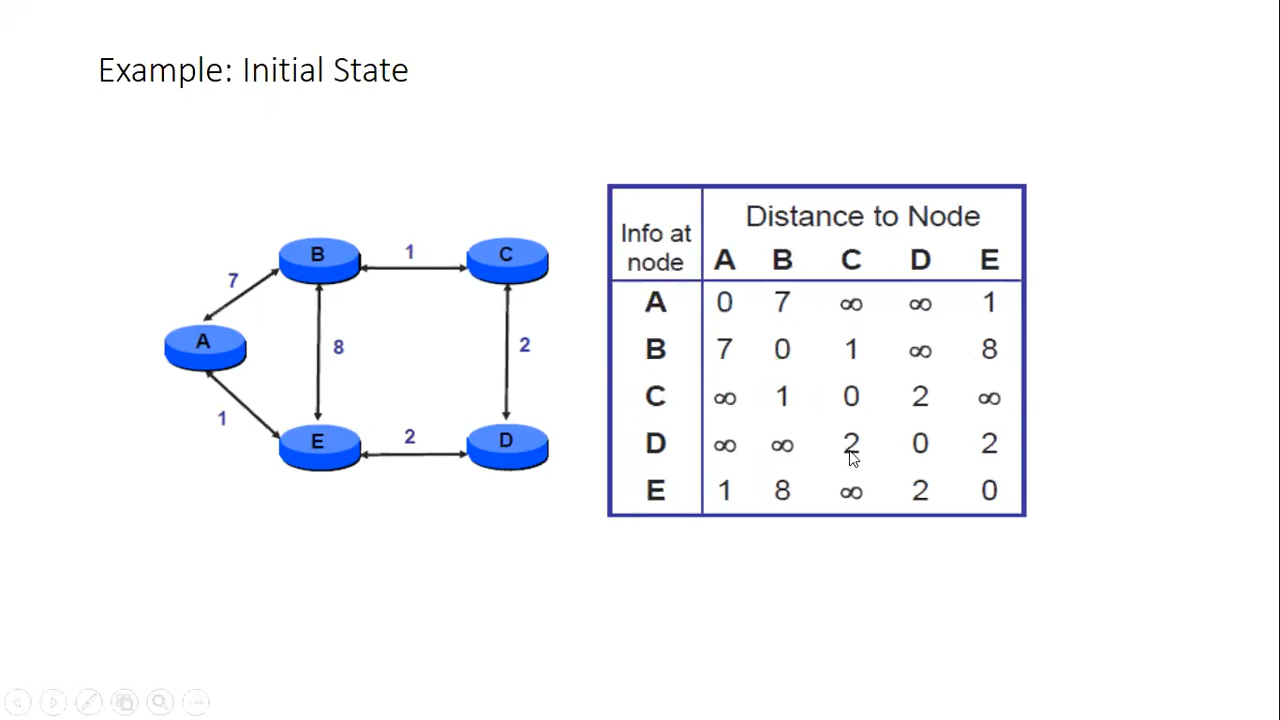 Example: Initial State
B
1
C
7
A
8
2
1
E
2
D
Info at
node
Distance to Node
A B C D E
A 0 7 ∞ ∞ 1
B 7 0 1 ∞ 8
C ∞ 1 0 2 ∞
D ∞ ∞ 2 0 2
E 1 8 ∞ 2 0